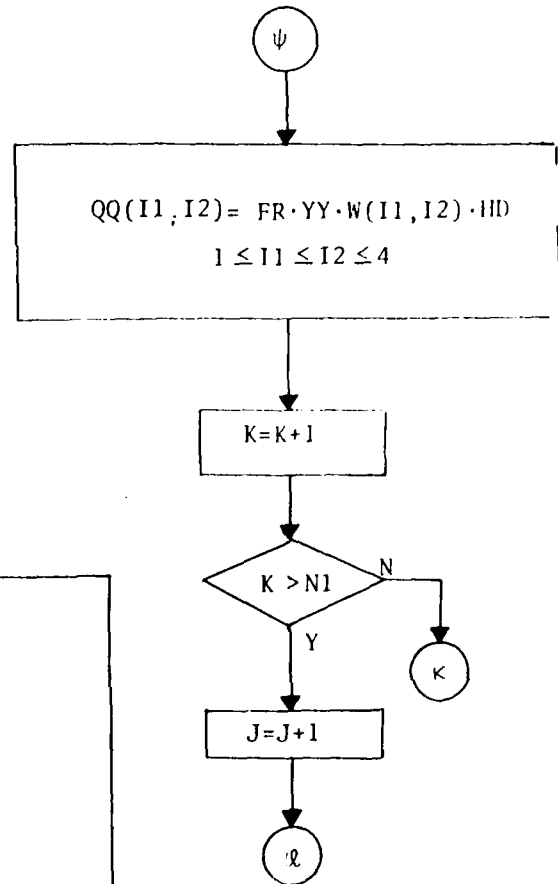 ψ
QQ(I1,I2)= FR·YY·W(I1,I2)·HD
1 ≤ I1 ≤ I2 ≤ 4
K=K+1
K > N1
N
Y
K
J=J+1
ℓ